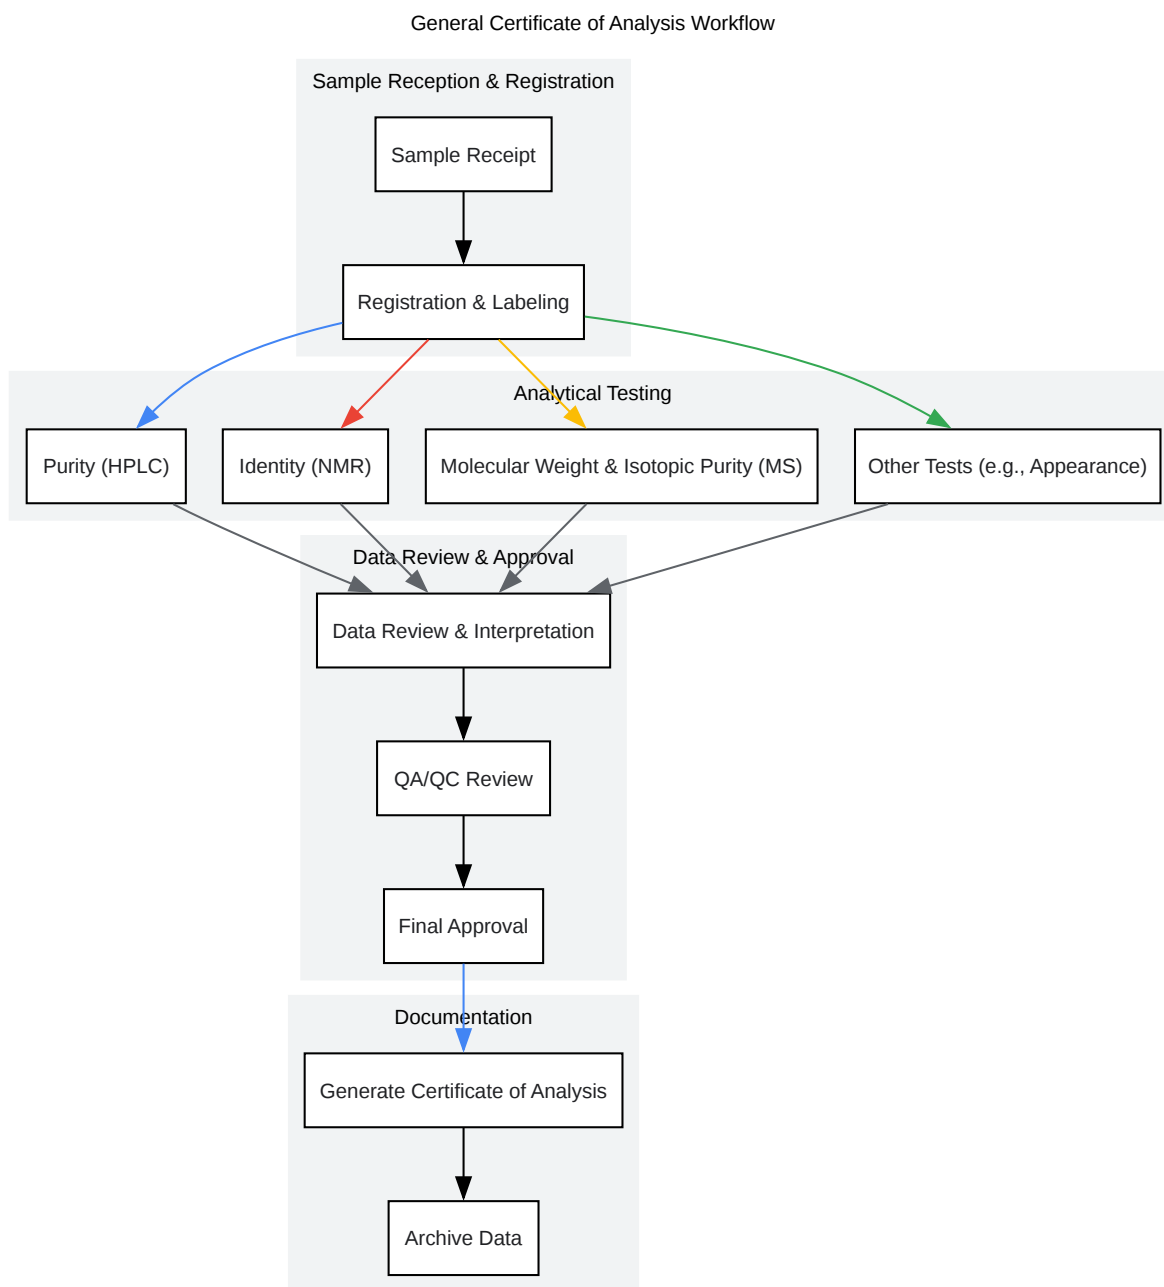 General Certificate of Analysis Workflow
Sample Reception & Registration
Sample Receipt
Registration & Labeling
Analytical Testing
Purity (HPLC)
Identity (NMR)
Molecular Weight & Isotopic Purity (MS)
Other Tests (e.g., Appearance)
Data Review & Approval
Data Review & Interpretation
QA/QC Review
Final Approval
Documentation
Generate Certificate of Analysis
Archive Data